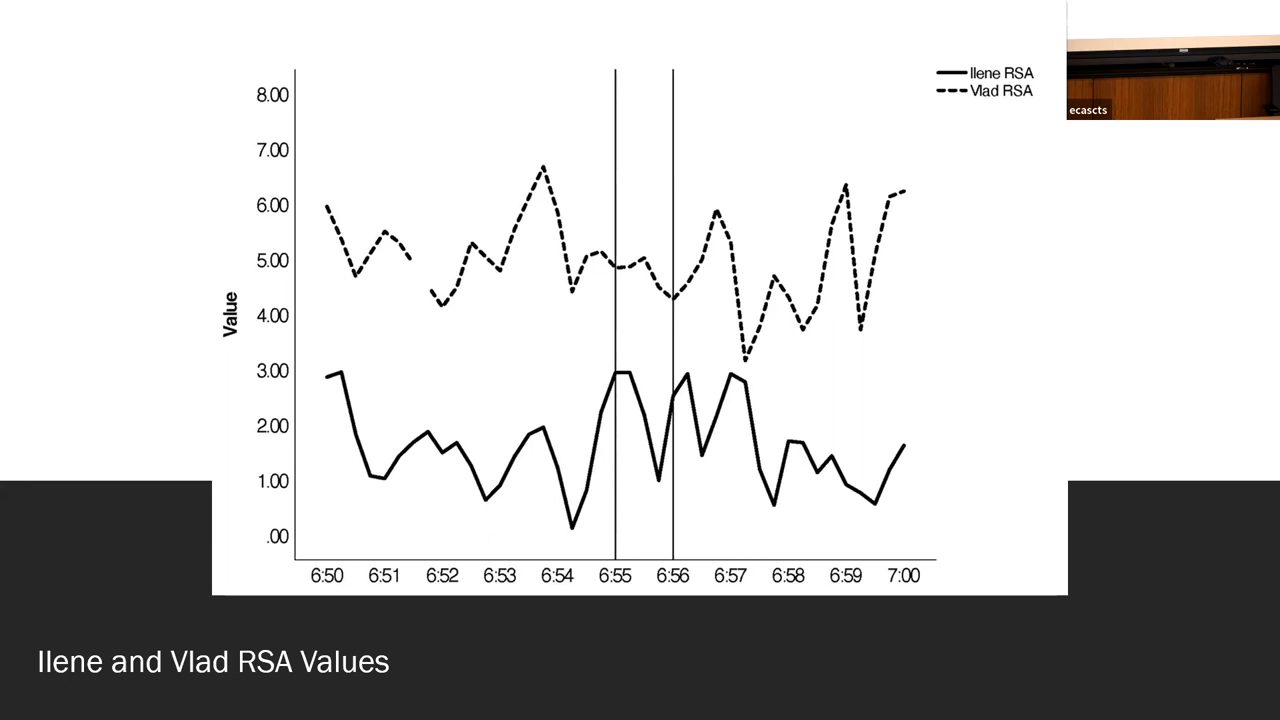 Ilene RSA
Vlad RSA
ecascts
8.00
7.00
6.00
5.00
4.00
3.00
2.00
1.00
.00
Value
6:50 6:51 6:52 6:53 6:54 6:55 6:56 6:57 6:58 6:59 7:00
Ilene and Vlad RSA Values